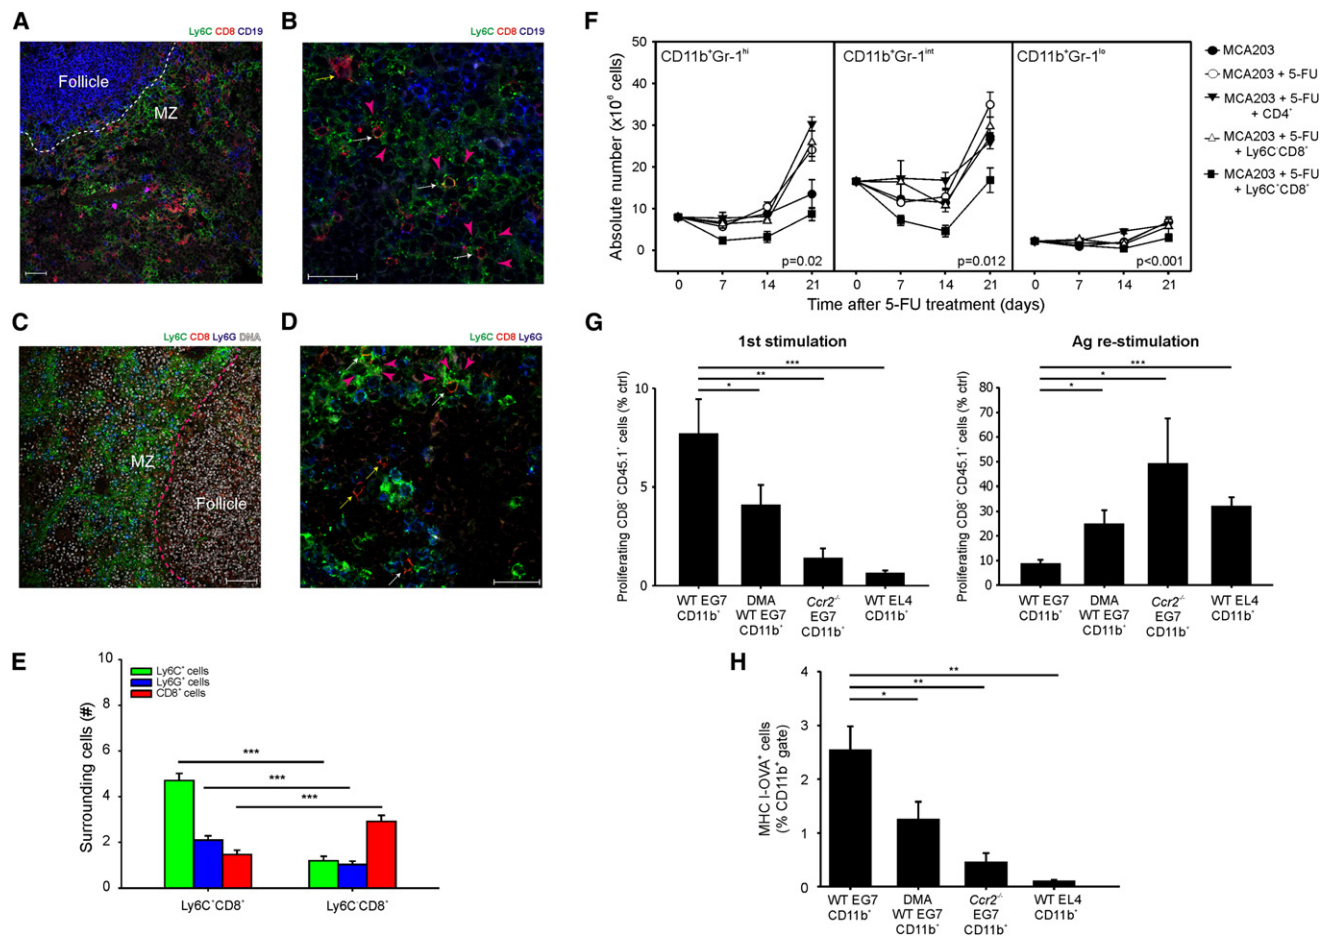 A
Ly6C CD8 CD19
Follicle
MZ
B
Ly6C CD8 CD19
C
Ly6C CD8 Ly6G DNA
MZ
Follicle
D
Ly6C CD8 Ly6G
E
Surrounding cells (#)
10
8
6
4
2
0
Ly6C⁺ cells
Ly6G⁺ cells
CD8⁺ cells
***
***
***
Ly6C⁺CD8⁺
Ly6C⁻CD8⁺
F
Absolute number (x10⁶ cells)
50
40
30
20
10
0
CD11b⁺Gr-1ʰⁱ
CD11b⁺Gr-1ⁱⁿᵗ
CD11b⁺Gr-1ˡᵒ
p=0.02
p=0.012
p<0.001
0 7 14 21 0 7 14 21 0 7 14 21
Time after 5-FU treatment (days)
MCA203
MCA203 + 5-FU
MCA203 + 5-FU
+ CD4⁺
MCA203 + 5-FU
+ Ly6C⁻CD8⁺
MCA203 + 5-FU
+ Ly6C⁺CD8⁺
G
1st stimulation
Proliferating CD8⁺ CD45.1⁺ cells (% ctrl)
10
5
0
***
**
*
WT EG7
CD11b⁺
DMA
WT EG7
CD11b⁺
Ccr2⁻/⁻
EG7
CD11b⁺
WT EL4
CD11b⁺
Ag re-stimulation
Proliferating CD8⁺ CD45.1⁺ cells (% ctrl)
80
70
60
50
40
30
20
10
0
***
*
*
WT EG7
CD11b⁺
DMA
WT EG7
CD11b⁺
Ccr2⁻/⁻
EG7
CD11b⁺
WT EL4
CD11b⁺
H
MHC I-OVA⁺ cells
(% CD11b⁺ gate)
4
3
2
1
0
**
**
*
WT EG7
CD11b⁺
DMA
WT EG7
CD11b⁺
Ccr2⁻/⁻
EG7
CD11b⁺
WT EL4
CD11b⁺